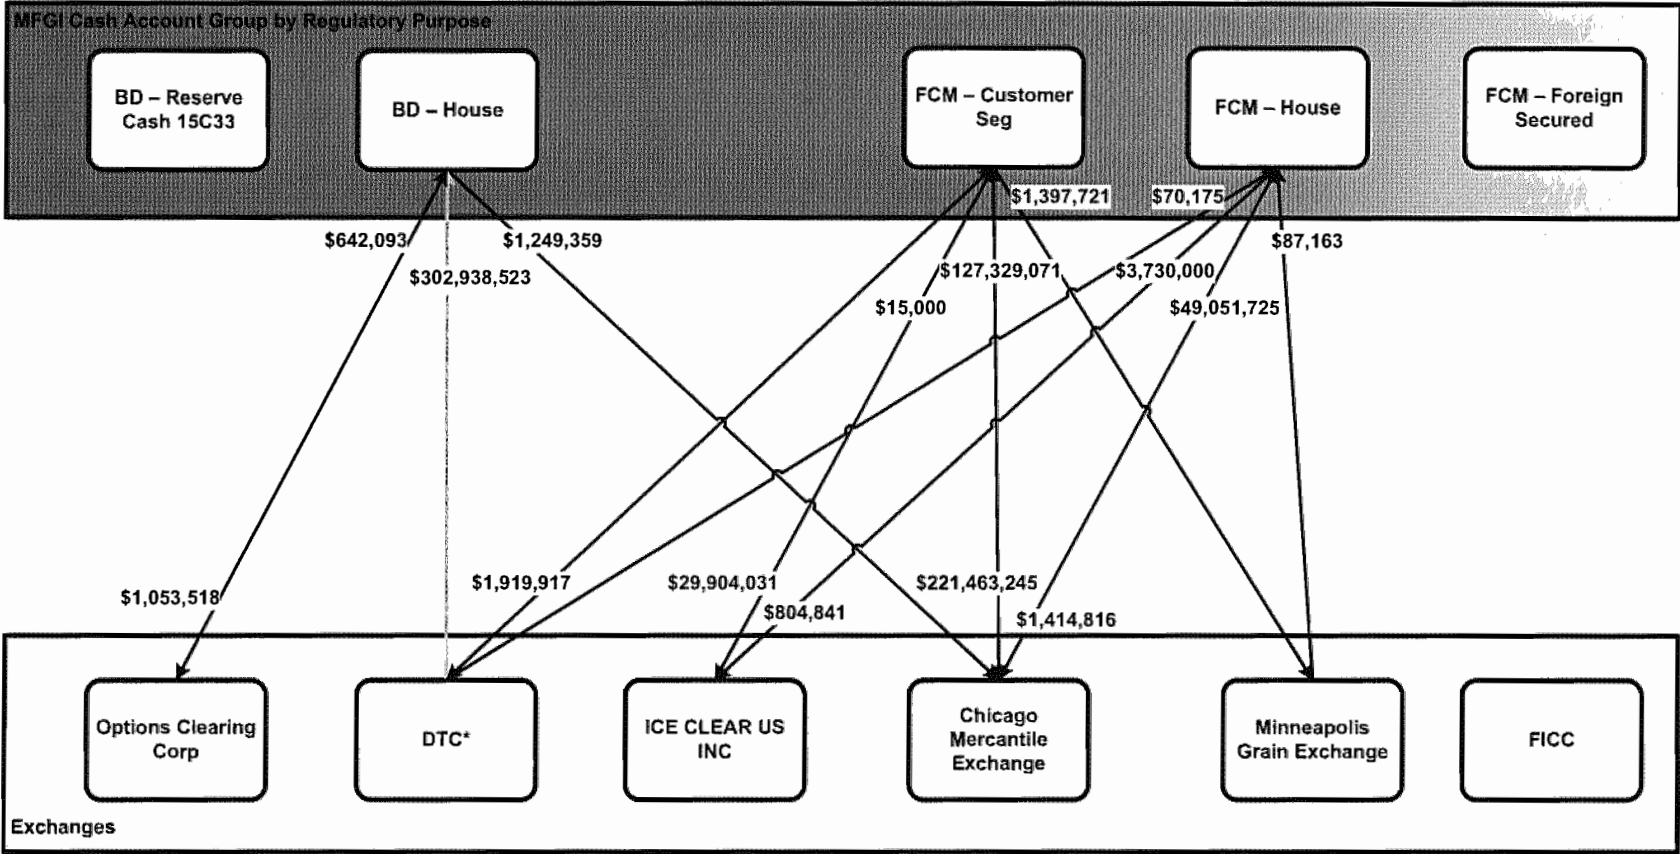 MFGI Cash Account Group by Regulatory Purpose
BD – Reserve
Cash 15C33
BD – House
FCM – Customer
Seg
FCM – House
FCM – Foreign
Secured
$1,397,721
$70,175
$642,093
$1,249,359
$87,163
$302,938,523
$127,329,071
$3,730,000
$15,000
$49,051,725
$1,053,518
$1,919,917
$29,904,031
$221,463,245
$804,841
$1,414,816
Options Clearing
Corp
DTC*
ICE CLEAR US
INC
Chicago
Mercantile
Exchange
Minneapolis
Grain Exchange
FICC
Exchanges